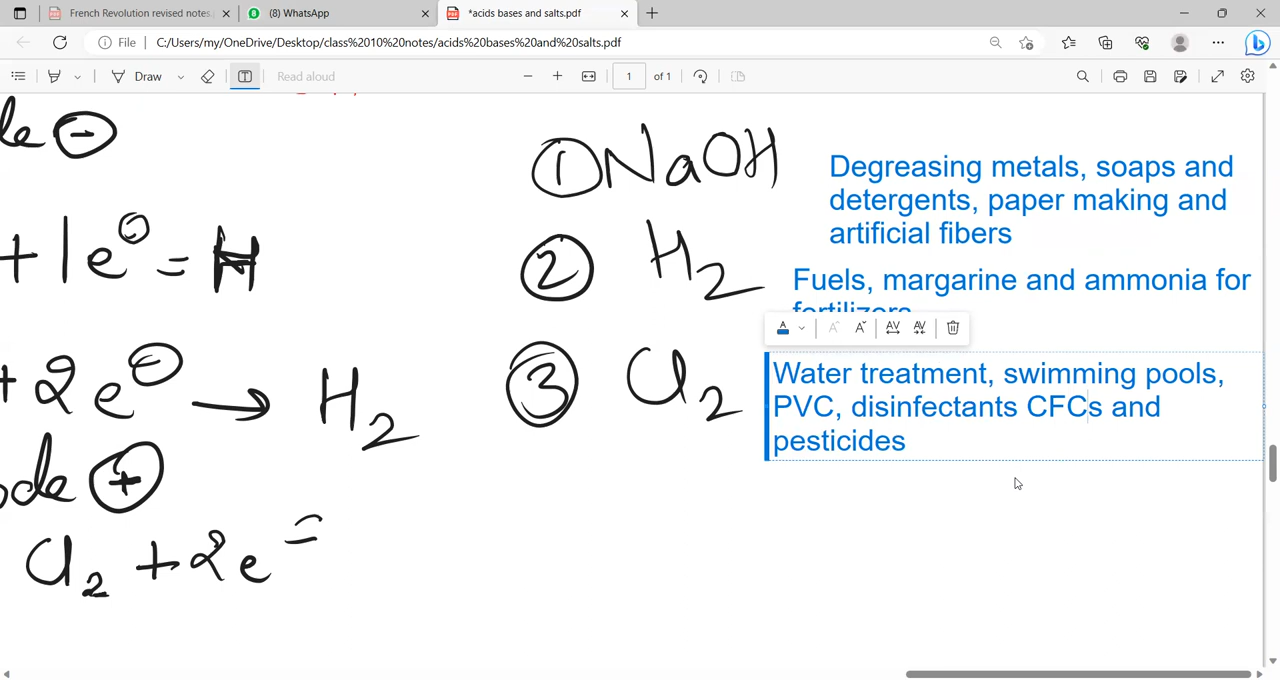 French Revolution revised notes.
(8) WhatsApp
*acids bases and salts.pdf
File
C:/Users/my/OneDrive/Desktop/class%2010%20notes/acids%20bases%20and%20salts.pdf
Draw
Read aloud
1
of 1
de ⊖
① NaOH
Degreasing metals, soaps and
detergents, paper making and
artificial fibers
+ 1e⊖ = H
② H2
Fuels, margarine and ammonia for
fertilizers
+ 2e⊖ → H2
③ Cl2
Water treatment, swimming pools,
PVC, disinfectants CFCs and
pesticides
ode ⊕
Cl2 + 2e =